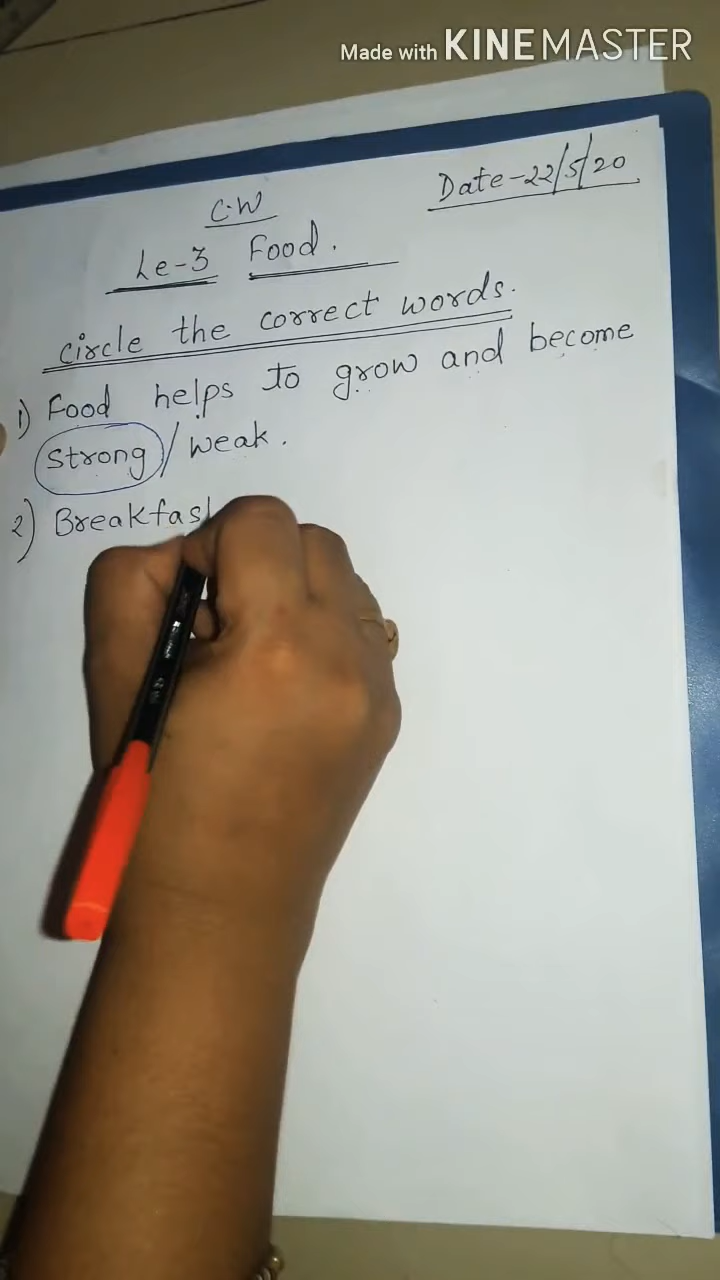 Made with KINEMASTER
C.W
Date-22/5/20
Le-3 Food.
circle the correct words.
1) Food helps to grow and become
strong / weak.
2) Breakfast